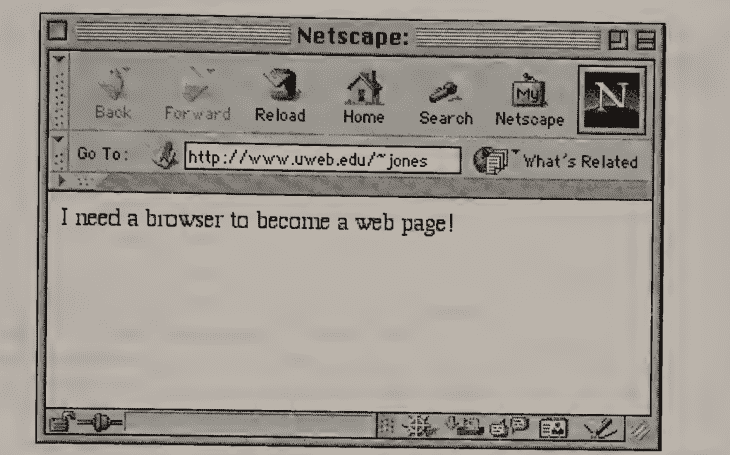 Netscape:
N
My
Back Forward Reload Home Search Netscape
Go To: http://www.uweb.edu/~jones What's Related
I need a browser to become a web page!